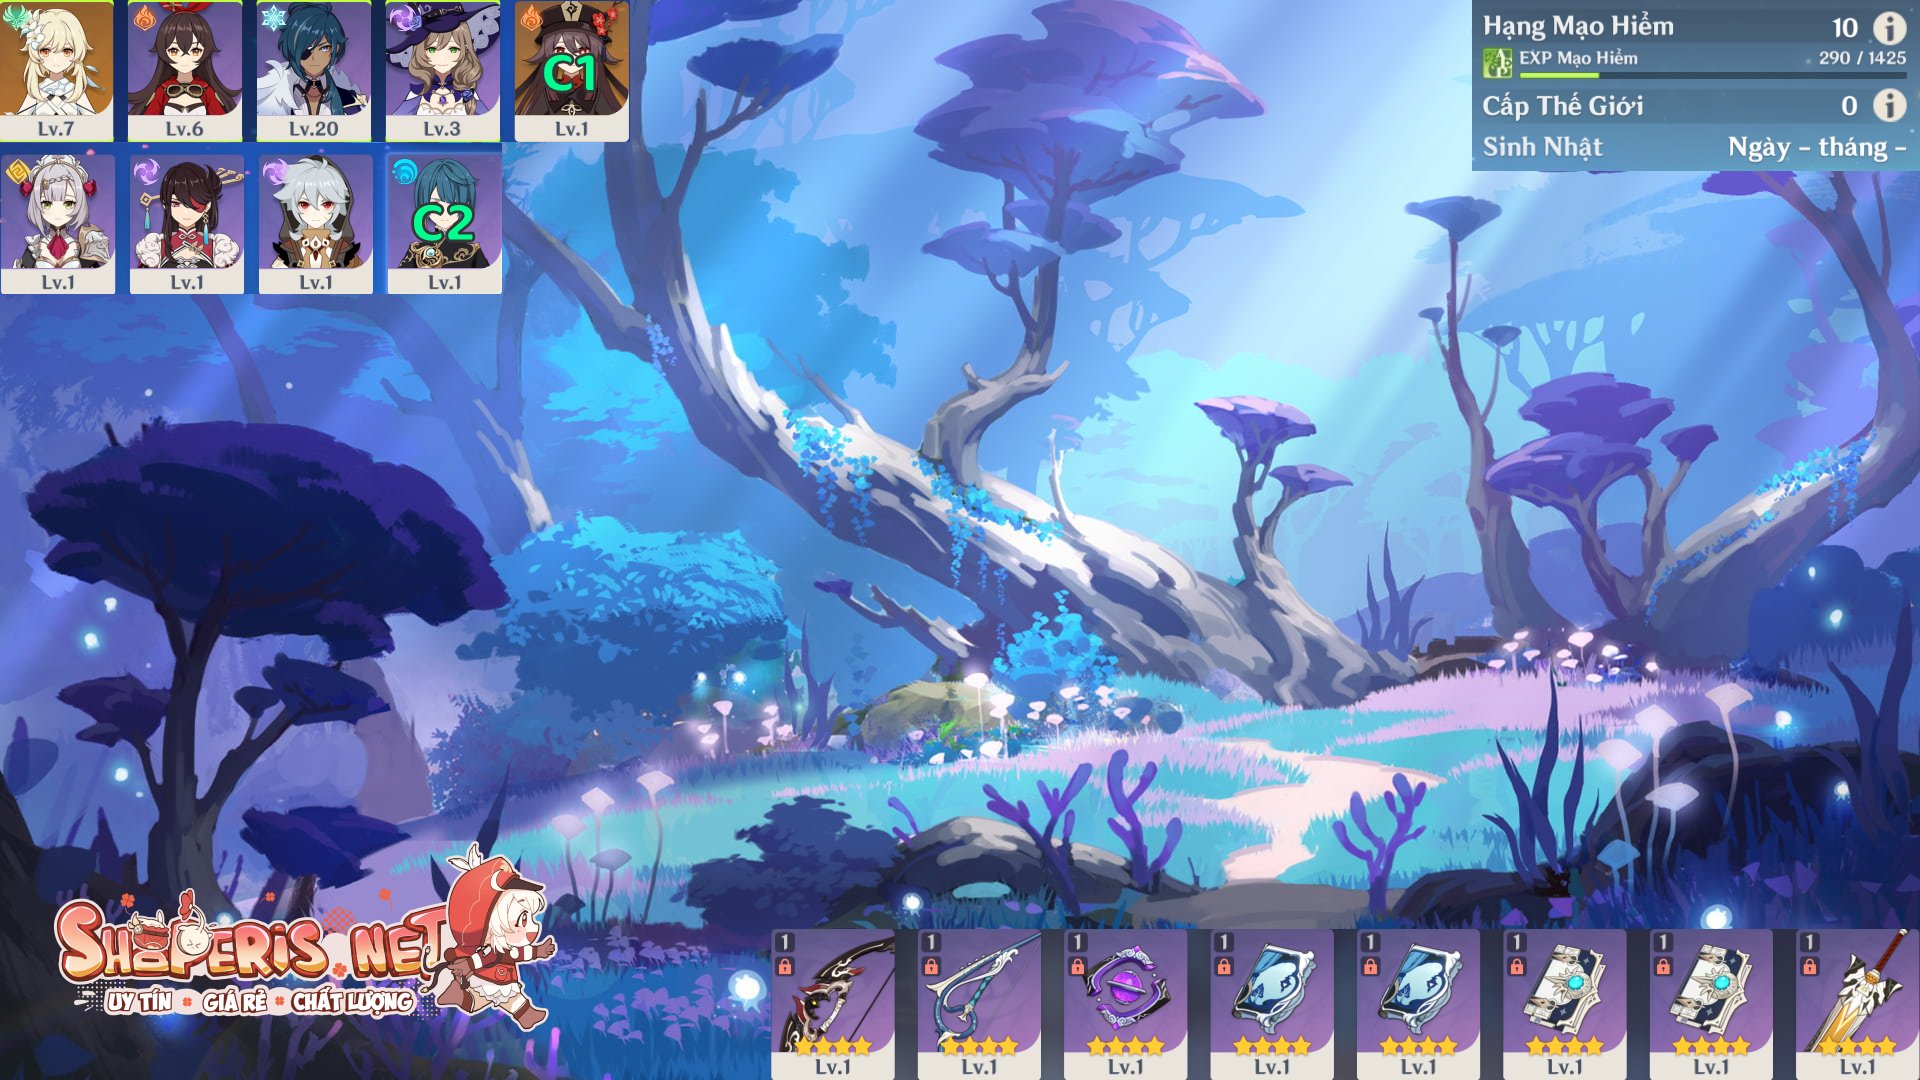 Lv.7 Lv.6 Lv.20 Lv.3 Lv.1
C1
Lv.1 Lv.1 Lv.1 Lv.1
C2
Hạng Mạo Hiểm 10
EXP Mạo Hiểm 290 / 1425
Cấp Thế Giới 0
Sinh Nhật Ngày - tháng -
SHOPERIS.NET
UY TÍN * GIÁ RẺ * CHẤT LƯỢNG
1 1 1 1 1 1 1 1
Lv.1 Lv.1 Lv.1 Lv.1 Lv.1 Lv.1 Lv.1 Lv.1